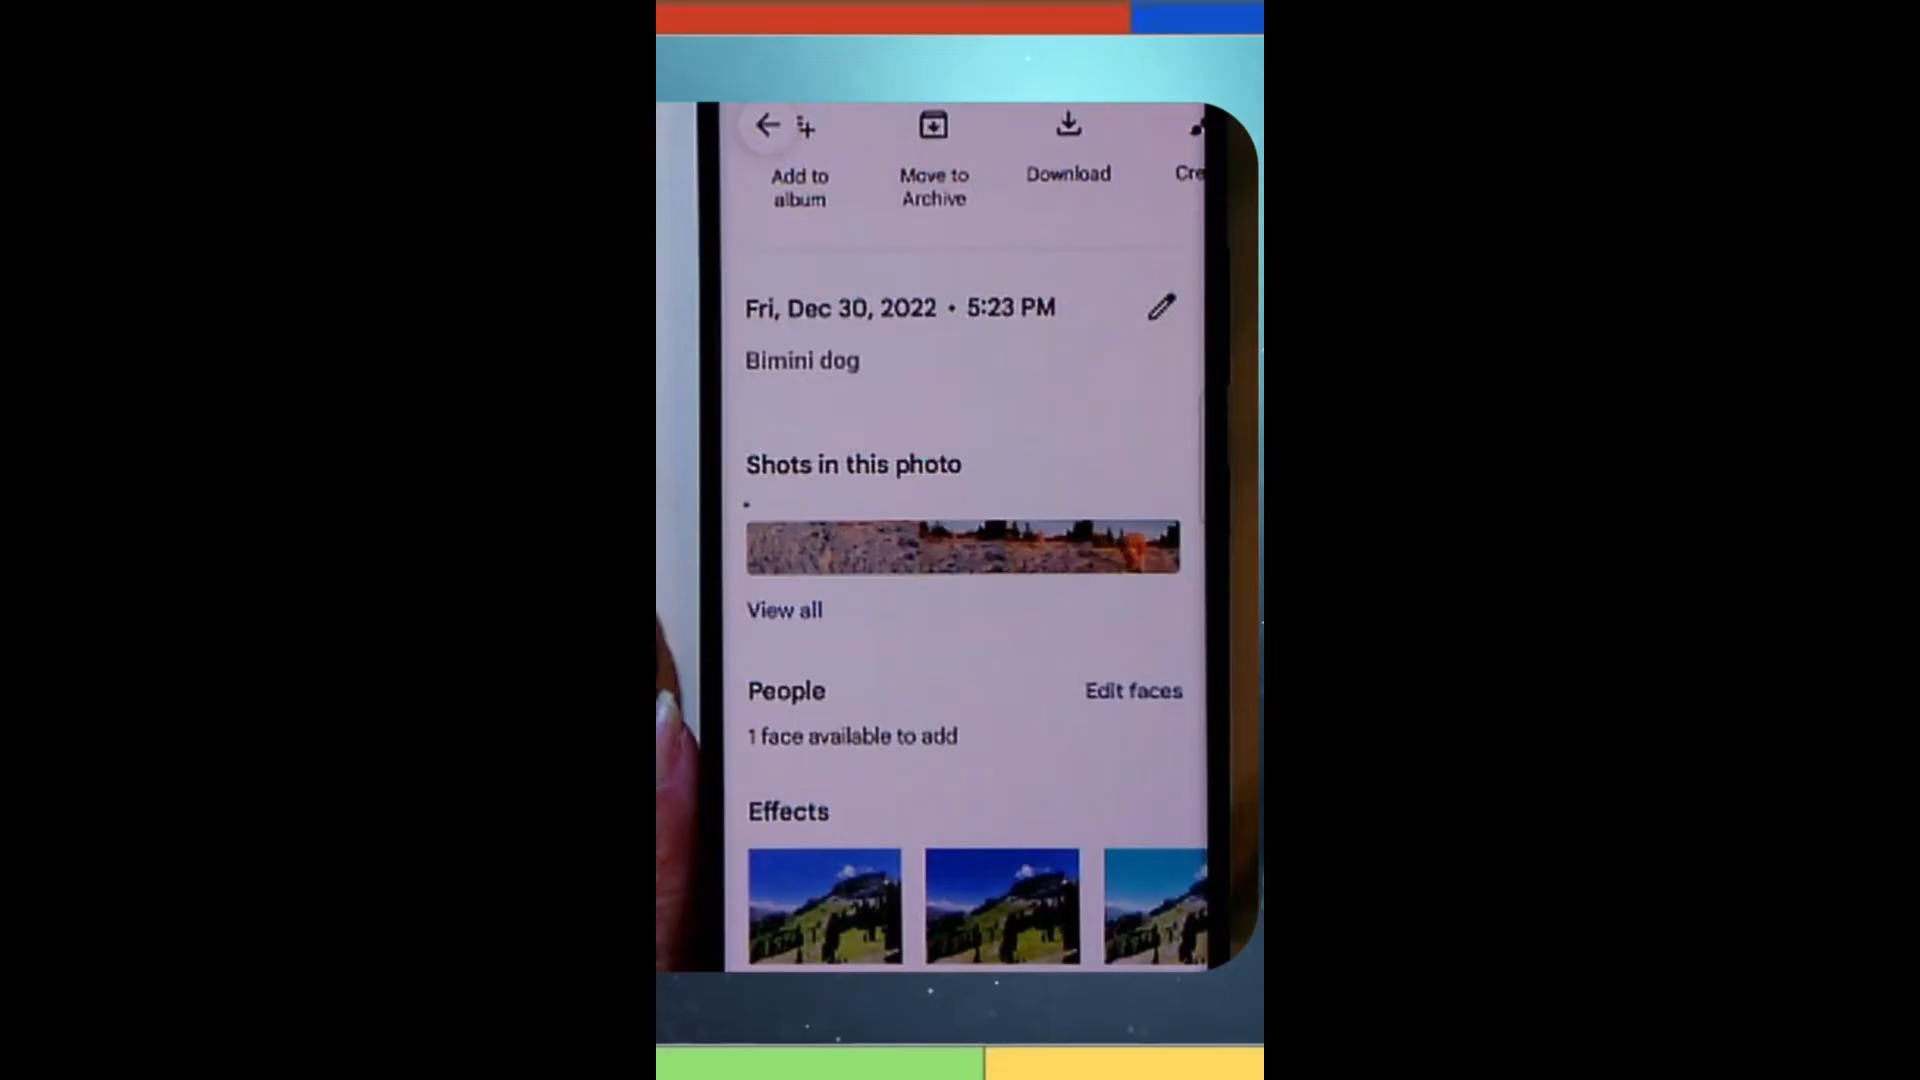 Add to album
Move to Archive
Download
Cre
Fri, Dec 30, 2022 • 5:23 PM
Bimini dog
Shots in this photo
View all
People
Edit faces
1 face available to add
Effects